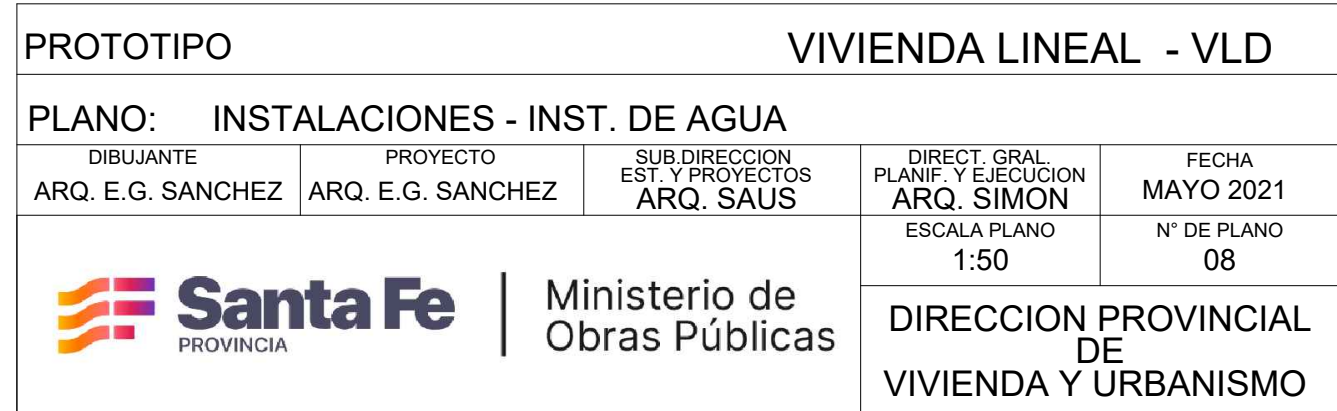 PROTOTIPO VIVIENDA LINEAL - VLD
PLANO: INSTALACIONES - INST. DE AGUA
DIBUJANTE
ARQ. E.G. SANCHEZ
PROYECTO
ARQ. E.G. SANCHEZ
SUB.DIRECCION
EST. Y PROYECTOS
ARQ. SAUS
DIRECT. GRAL.
PLANIF. Y EJECUCION
ARQ. SIMON
FECHA
MAYO 2021
ESCALA PLANO
1:50
N° DE PLANO
08
Santa Fe
PROVINCIA
Ministerio de
Obras Públicas
DIRECCION PROVINCIAL
DE
VIVIENDA Y URBANISMO